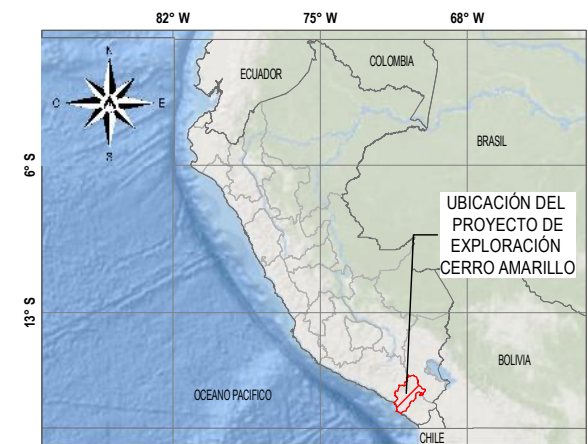 82° W
75° W
68° W
N
O
E
S
ECUADOR
COLOMBIA
BRASIL
6° S
UBICACIÓN DEL
PROYECTO DE
EXPLORACIÓN
CERRO AMARILLO
13° S
BOLIVIA
OCEANO PACIFICO
CHILE